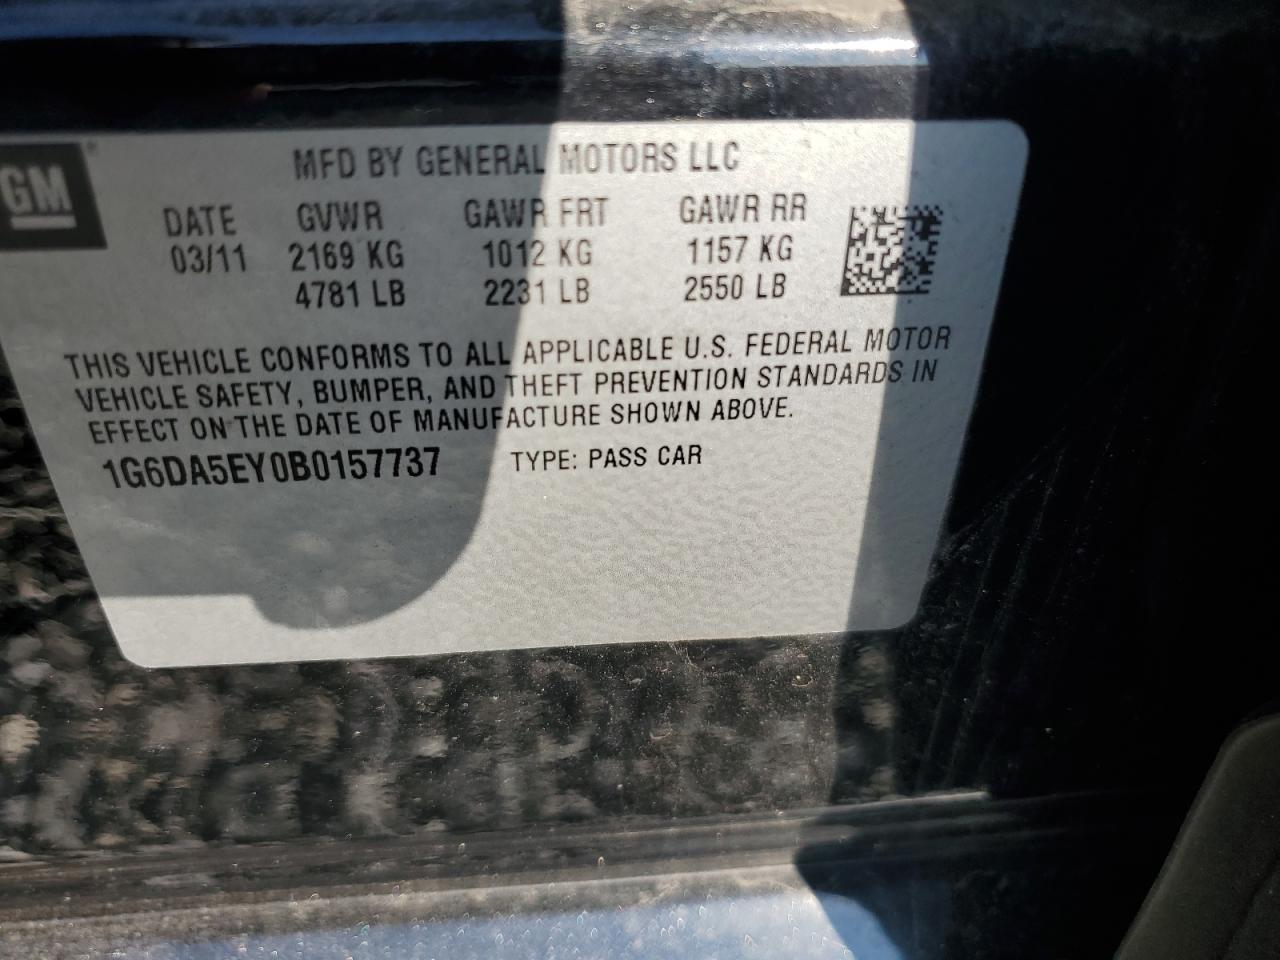 GM
MFD BY GENERAL MOTORS LLC
DATE GVWR GAWR FRT GAWR RR
03/11 2169 KG 1012 KG 1157 KG
4781 LB 2231 LB 2550 LB
THIS VEHICLE CONFORMS TO ALL APPLICABLE U.S. FEDERAL MOTOR
VEHICLE SAFETY, BUMPER, AND THEFT PREVENTION STANDARDS IN
EFFECT ON THE DATE OF MANUFACTURE SHOWN ABOVE.
1G6DA5EY0B0157737 TYPE: PASS CAR